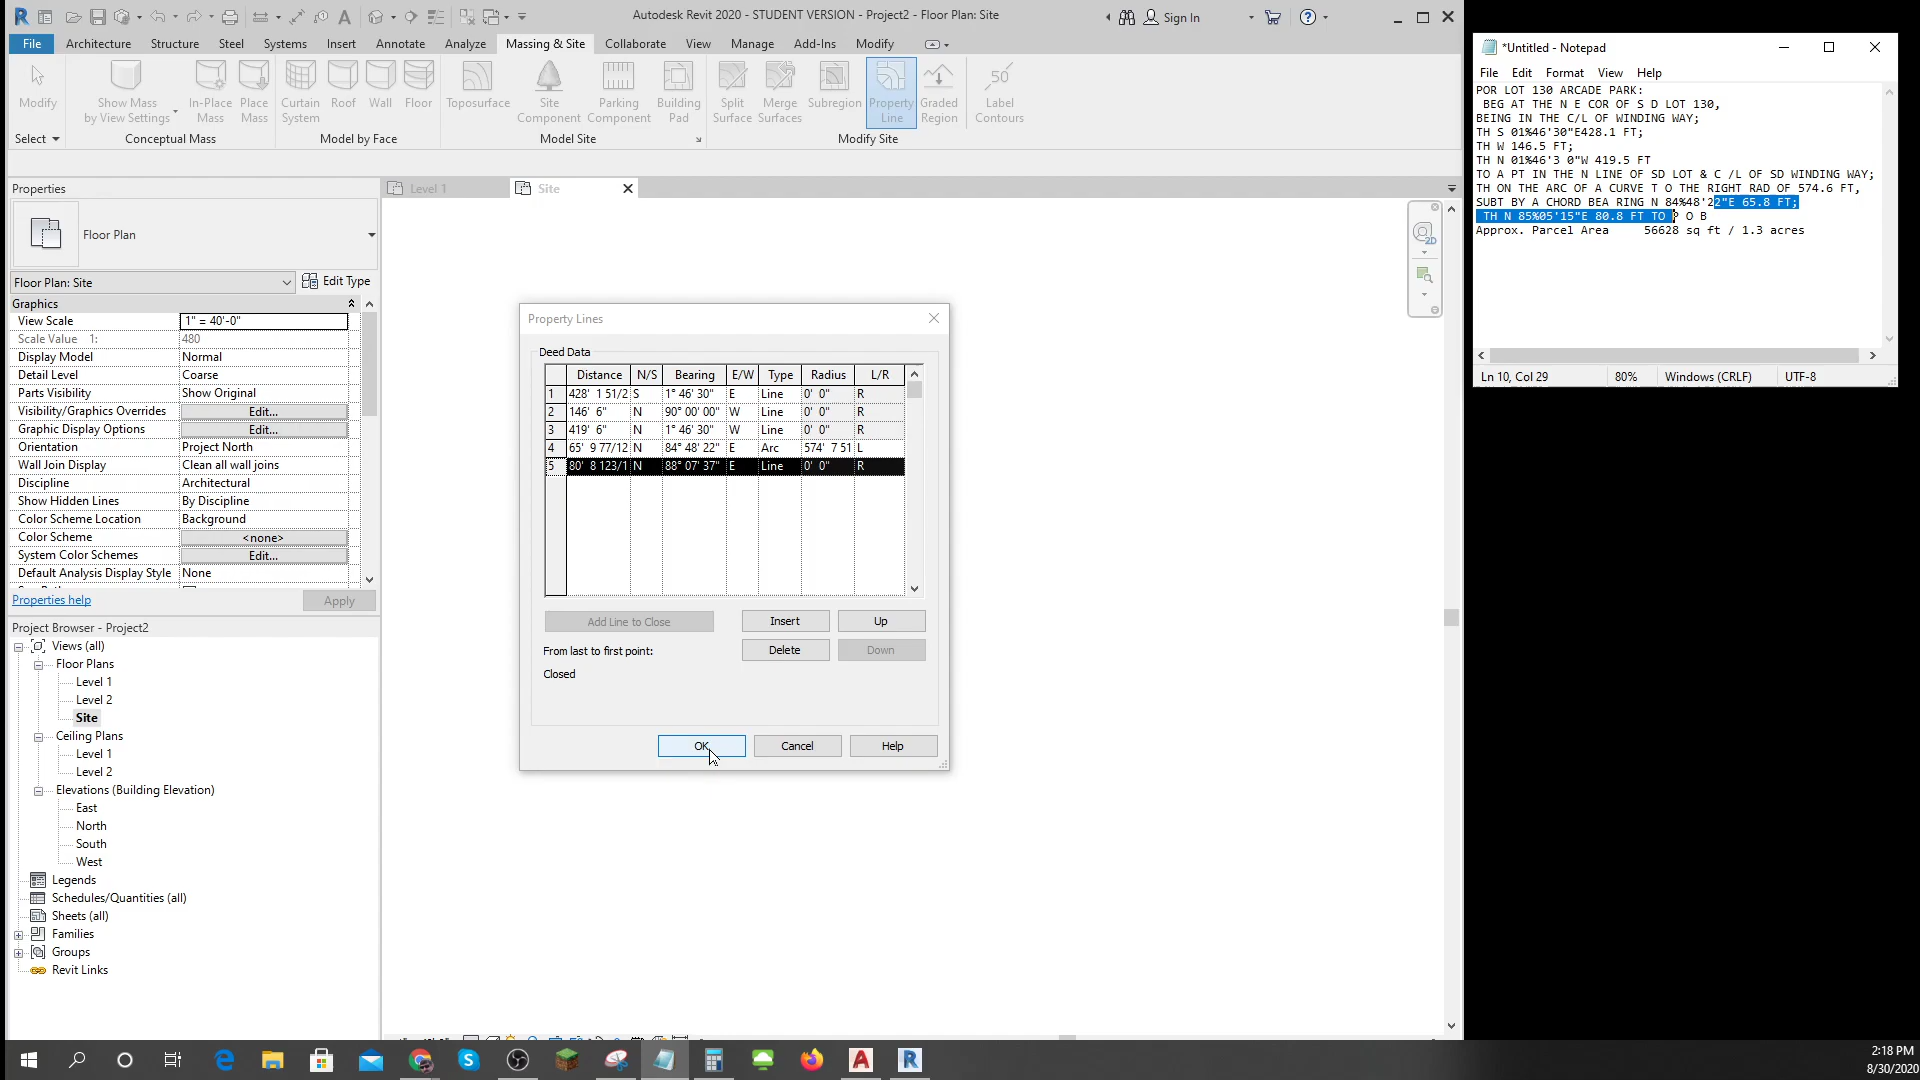 Autodesk Revit 2020 - STUDENT VERSION - Project2 - Floor Plan: Site
Sign In
File Architecture Structure Steel Systems Insert Annotate Analyze Massing & Site Collaborate View Manage Add-Ins Modify
Modify
Show Mass
by View Settings
In-Place
Mass
Place
Mass
Curtain
System
Roof
Wall
Floor
Toposurface
Site
Component
Parking
Component
Building
Pad
Split
Surface
Merge
Surfaces
Subregion
Property
Line
Graded
Region
50
Label
Contours
Select
Conceptual Mass
Model by Face
Model Site
Modify Site
Properties
Floor Plan
Floor Plan: Site
Edit Type
Graphics
View Scale 1" = 40'-0"
Scale Value 1: 480
Display Model Normal
Detail Level Coarse
Parts Visibility Show Original
Visibility/Graphics Overrides Edit...
Graphic Display Options Edit...
Orientation Project North
Wall Join Display Clean all wall joins
Discipline Architectural
Show Hidden Lines By Discipline
Color Scheme Location Background
Color Scheme <none>
System Color Schemes Edit...
Default Analysis Display Style None
Properties help
Apply
Project Browser - Project2
Views (all)
Floor Plans
Level 1
Level 2
Site
Ceiling Plans
Level 1
Level 2
Elevations (Building Elevation)
East
North
South
West
Legends
Schedules/Quantities (all)
Sheets (all)
Families
Groups
Revit Links
Level 1
Site
2D
Property Lines
Deed Data
Distance N/S Bearing E/W Type Radius L/R
1 428' 1 51/2 S 1° 46' 30" E Line 0' 0" R
2 146' 6" N 90° 00' 00" W Line 0' 0" R
3 419' 6" N 1° 46' 30" W Line 0' 0" R
4 65' 9 77/12 N 84° 48' 22" E Arc 574' 7 51 L
5 80' 8 123/1 N 88° 07' 37" E Line 0' 0" R
Add Line to Close
Insert
Up
From last to first point:
Delete
Down
Closed
OK
Cancel
Help
*Untitled - Notepad
File Edit Format View Help
POR LOT 130 ARCADE PARK:
BEG AT THE N E COR OF S D LOT 130,
BEING IN THE C/L OF WINDING WAY;
TH S 01%46'30"E428.1 FT;
TH W 146.5 FT;
TH N 01%46'3 0"W 419.5 FT
TO A PT IN THE N LINE OF SD LOT & C /L OF SD WINDING WAY;
TH ON THE ARC OF A CURVE T O THE RIGHT RAD OF 574.6 FT,
SUBT BY A CHORD BEA RING N 84%48'22"E 65.8 FT;
TH N 85%05'15"E 80.8 FT TO P O B
Approx. Parcel Area 56628 sq ft / 1.3 acres
Ln 10, Col 29 80% Windows (CRLF) UTF-8
2:18 PM
8/30/2020